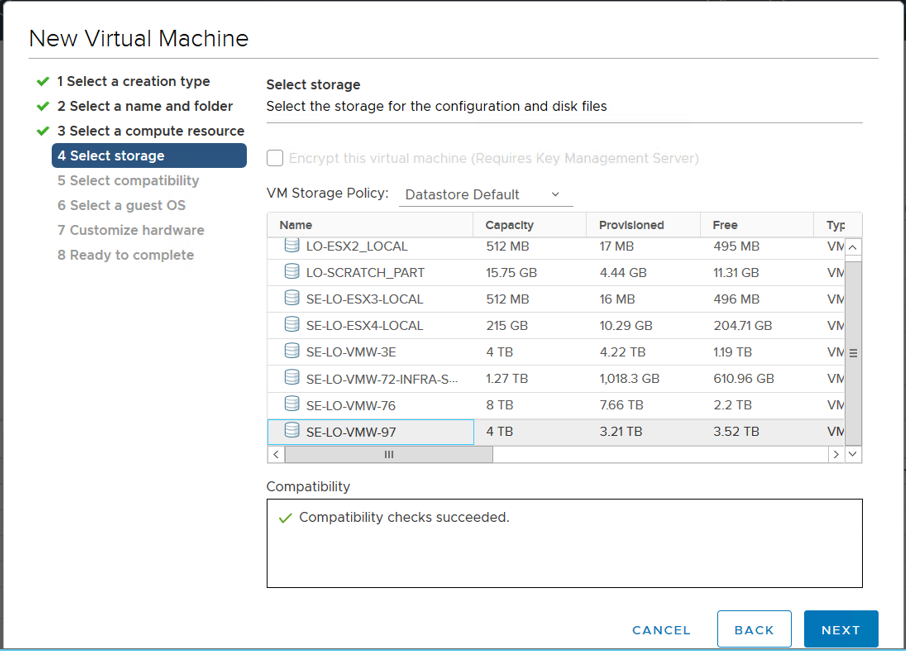 New Virtual Machine
1 Select a creation type
2 Select a name and folder
3 Select a compute resource
4 Select storage
5 Select compatibility
6 Select a guest OS
7 Customize hardware
8 Ready to complete
Select storage
Select the storage for the configuration and disk files
Encrypt this virtual machine (Requires Key Management Server)
VM Storage Policy: Datastore Default
Name Capacity Provisioned Free Typ
LO-ESX2_LOCAL 512 MB 17 MB 495 MB VM
LO-SCRATCH_PART 15.75 GB 4.44 GB 11.31 GB VM
SE-LO-ESX3-LOCAL 512 MB 16 MB 496 MB VM
SE-LO-ESX4-LOCAL 215 GB 10.29 GB 204.71 GB VM
SE-LO-VMW-3E 4 TB 4.22 TB 1.19 TB VM
SE-LO-VMW-72-INFRA-S... 1.27 TB 1,018.3 GB 610.96 GB VM
SE-LO-VMW-76 8 TB 7.66 TB 2.2 TB VM
SE-LO-VMW-97 4 TB 3.21 TB 3.52 TB VM
Compatibility
Compatibility checks succeeded.
CANCEL BACK NEXT